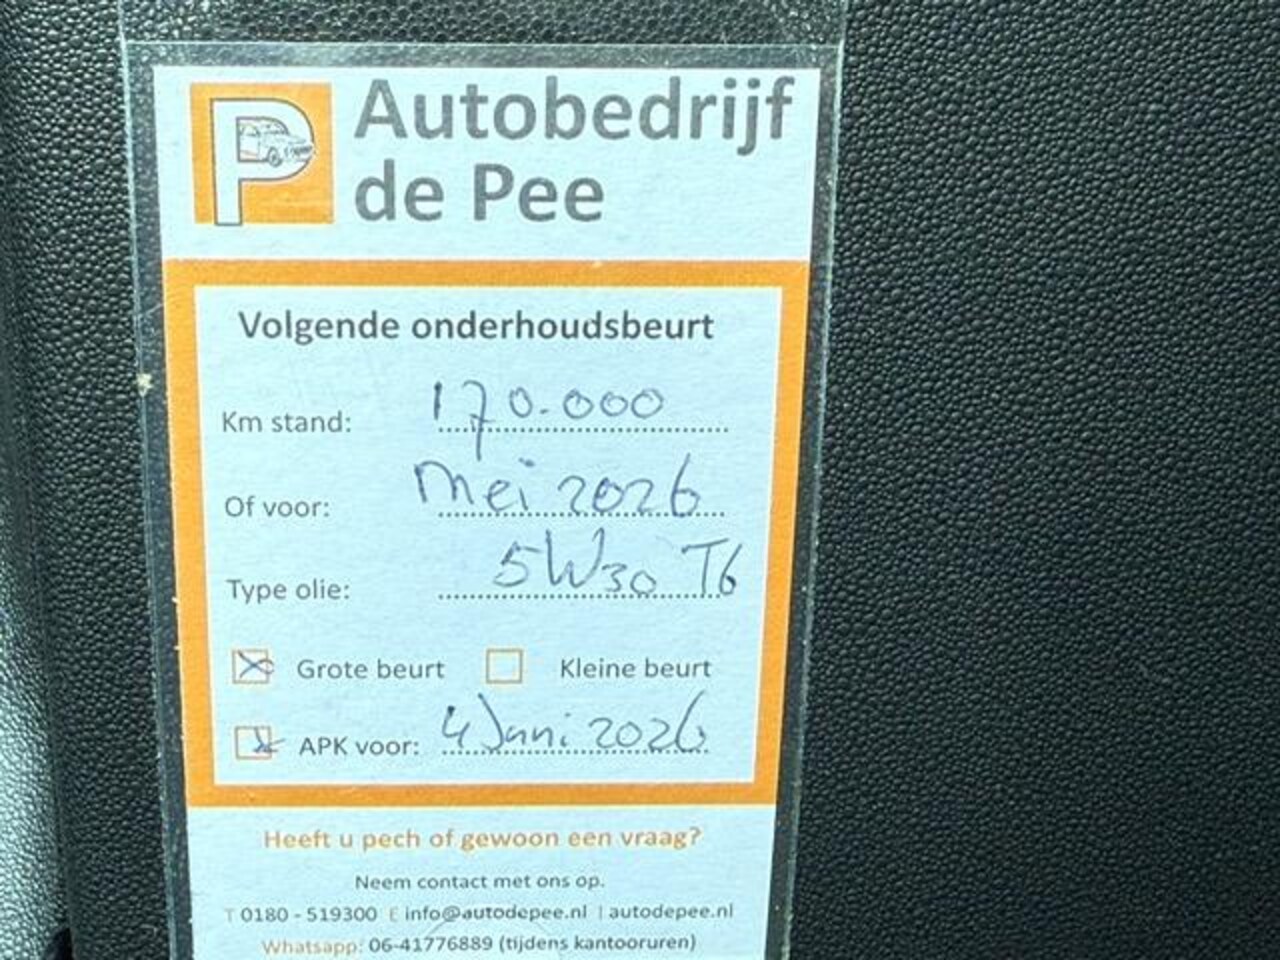 P
Autobedrijf
de Pee
Volgende onderhoudsbeurt
Km stand: 170.000
Of voor: mei 2026
Type olie: 5W30 T6
Grote beurt Kleine beurt
APK voor: 4 Juni 2026
Heeft u pech of gewoon een vraag?
Neem contact met ons op.
T 0180 - 519300 E info@autodepee.nl I autodepee.nl
Whatsapp: 06-41776889 (tijdens kantooruren)